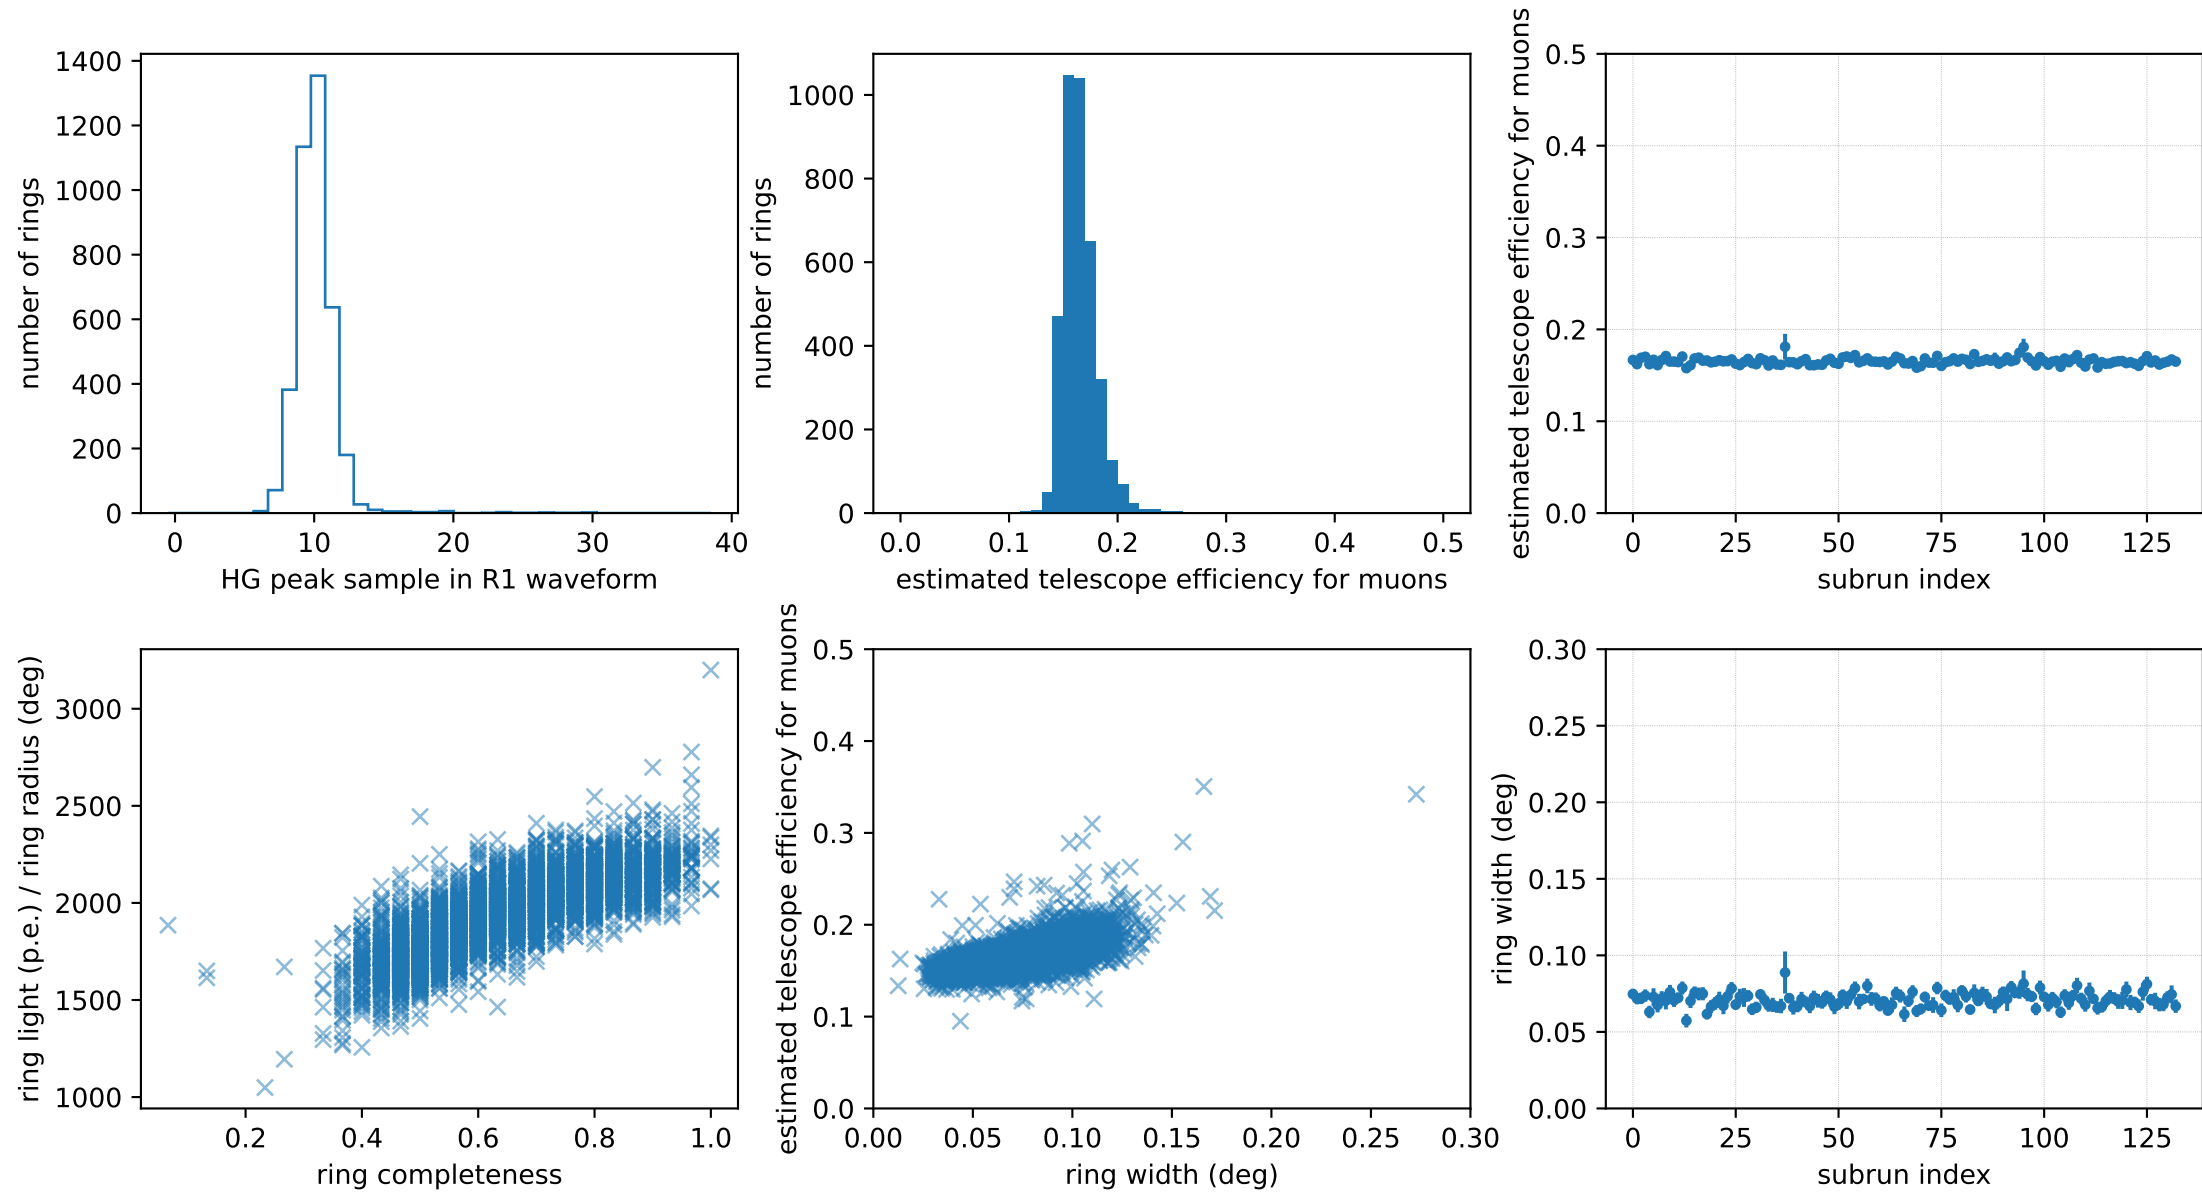 1400
1200
1000
800
600
400
200
0
number of rings
0 10 20 30 40
HG peak sample in R1 waveform
1000
800
600
400
200
0
number of rings
0.0 0.1 0.2 0.3 0.4 0.5
estimated telescope efficiency for muons
0.5
0.4
0.3
0.2
0.1
0.0
estimated telescope efficiency for muons
0 25 50 75 100 125
subrun index
3000
2500
2000
1500
1000
ring light (p.e.) / ring radius (deg)
0.2 0.4 0.6 0.8 1.0
ring completeness
0.5
0.4
0.3
0.2
0.1
0.0
estimated telescope efficiency for muons
0.00 0.05 0.10 0.15 0.20 0.25 0.30
ring width (deg)
0.30
0.25
0.20
0.15
0.10
0.05
0.00
ring width (deg)
0 25 50 75 100 125
subrun index